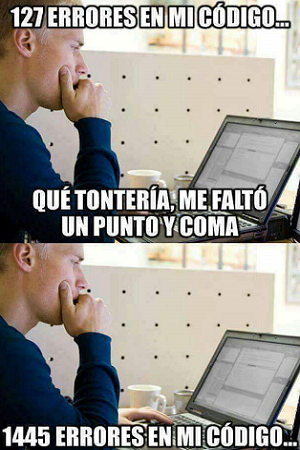 127 ERRORES EN MI CÓDIGO...
QUÉ TONTERÍA, ME FALTÓ
UN PUNTO Y COMA
1445 ERRORES EN MI CÓDIGO...